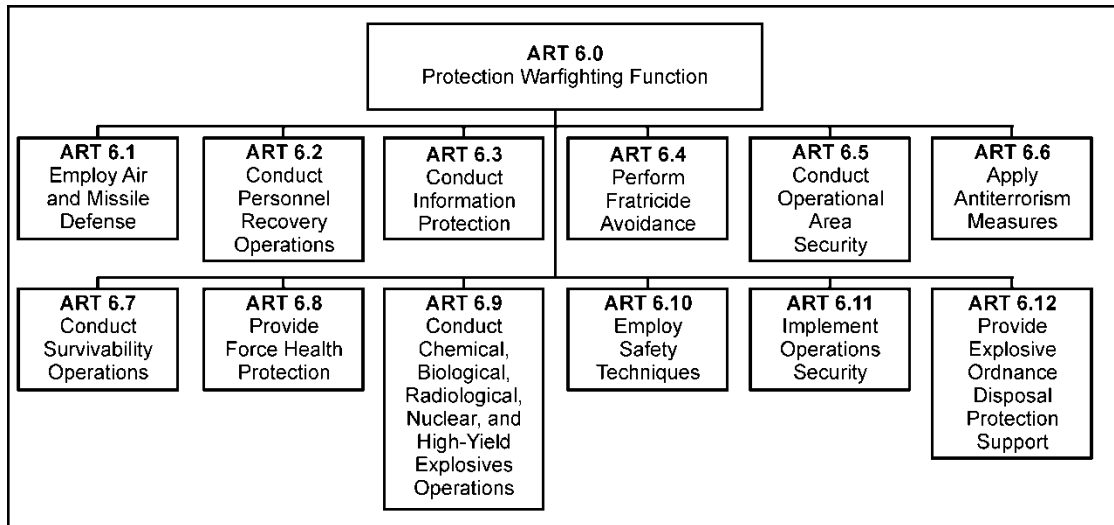 ART 6.0
Protection Warfighting Function
ART 6.1
Employ Air
and Missile
Defense
ART 6.2
Conduct
Personnel
Recovery
Operations
ART 6.3
Conduct
Information
Protection
ART 6.4
Perform
Fratricide
Avoidance
ART 6.5
Conduct
Operational
Area
Security
ART 6.6
Apply
Antiterrorism
Measures
ART 6.7
Conduct
Survivability
Operations
ART 6.8
Provide
Force Health
Protection
ART 6.9
Conduct
Chemical,
Biological,
Radiological,
Nuclear, and
High-Yield
Explosives
Operations
ART 6.10
Employ
Safety
Techniques
ART 6.11
Implement
Operations
Security
ART 6.12
Provide
Explosive
Ordnance
Disposal
Protection
Support